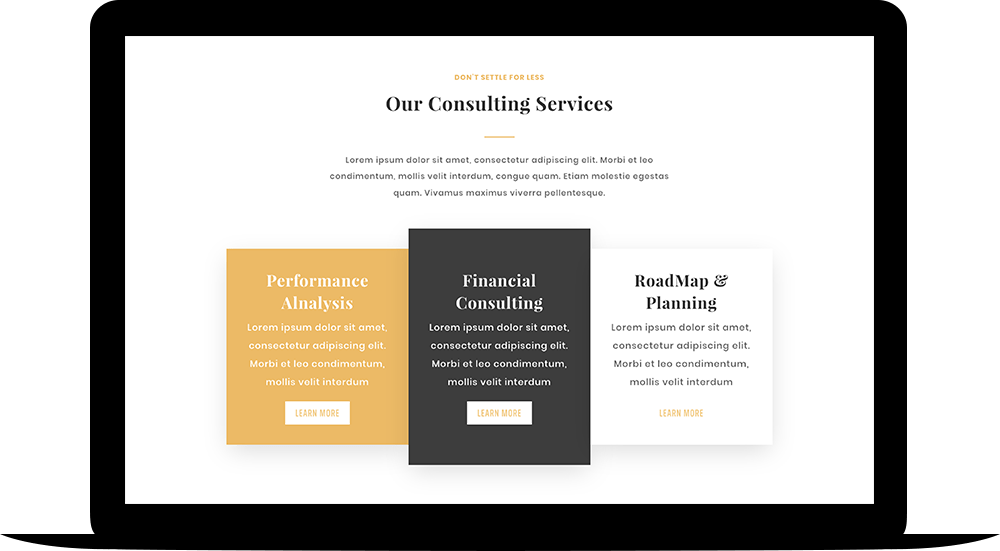 DON'T SETTLE FOR LESS
Our Consulting Services
Lorem ipsum dolor sit amet, consectetur adipiscing elit. Morbi et leo
condimentum, mollis velit interdum, congue quam. Etiam molestie egestas
quam. Vivamus maximus viverra pellentesque.
Performance
Alnalysis
Lorem ipsum dolor sit amet,
consectetur adipiscing elit.
Morbi et leo condimentum,
mollis velit interdum
LEARN MORE
Financial
Consulting
Lorem ipsum dolor sit amet,
consectetur adipiscing elit.
Morbi et leo condimentum,
mollis velit interdum
LEARN MORE
RoadMap &
Planning
Lorem ipsum dolor sit amet,
consectetur adipiscing elit.
Morbi et leo condimentum,
mollis velit interdum
LEARN MORE